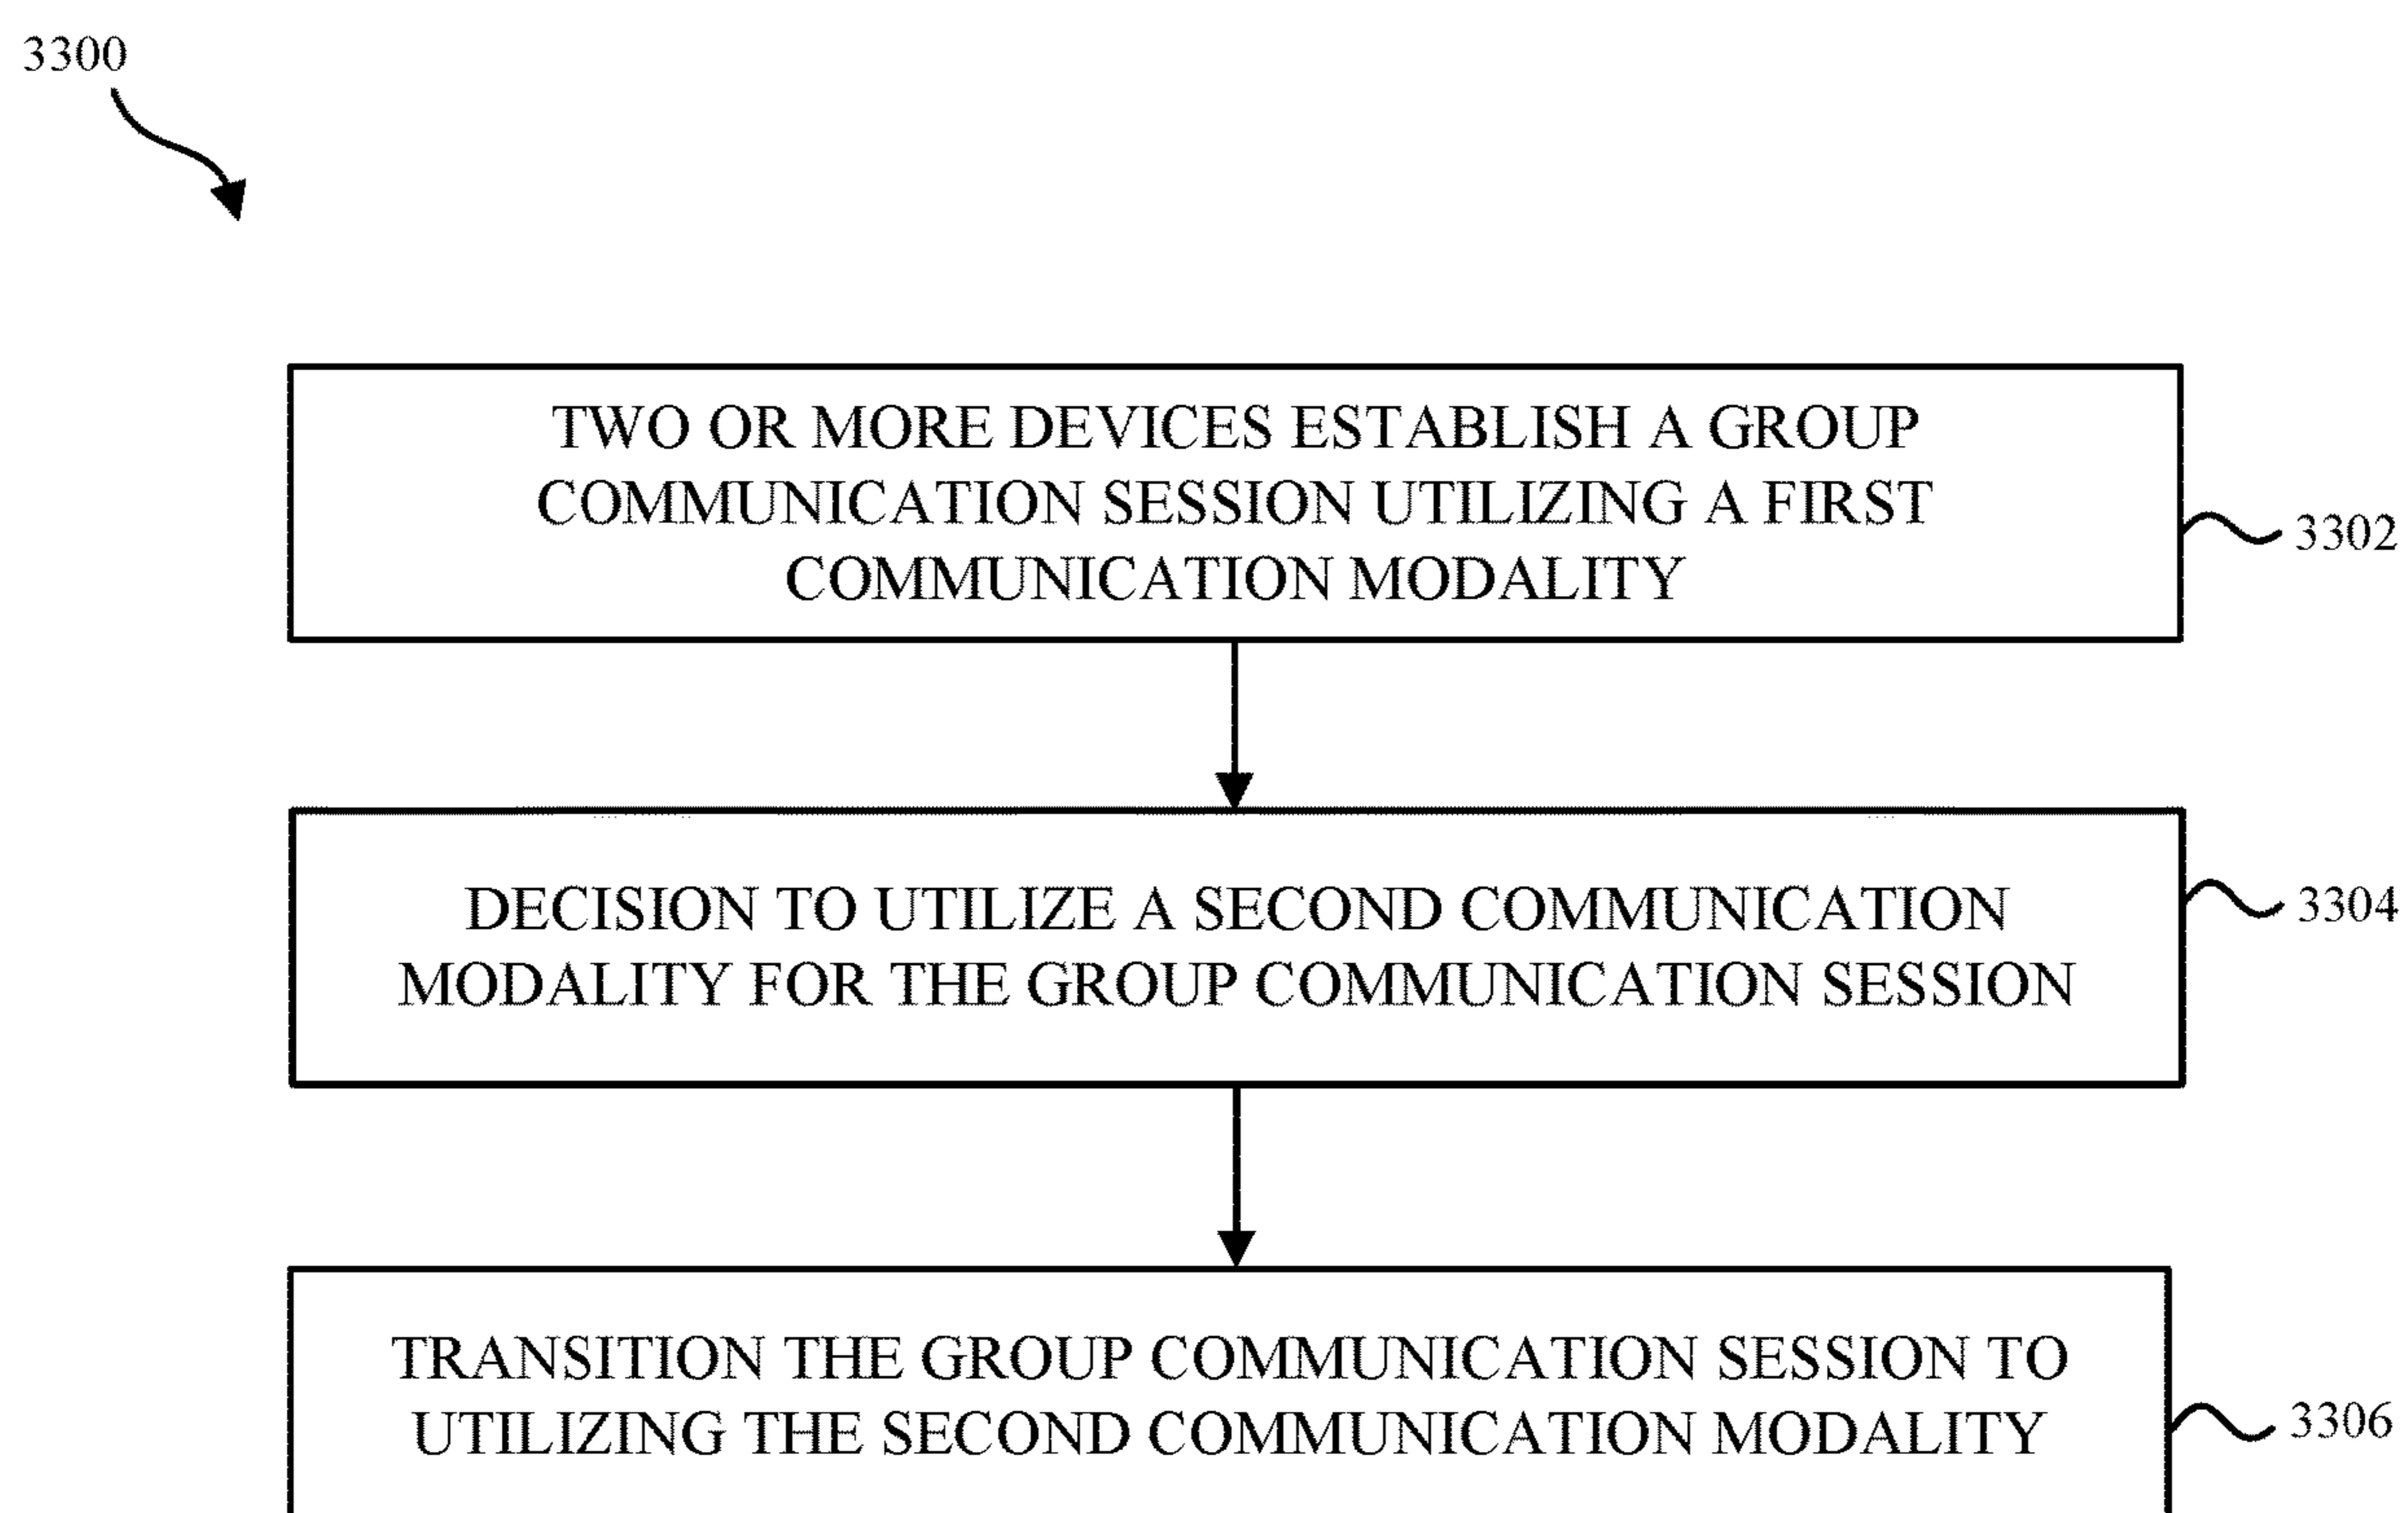 3300
TWO OR MORE DEVICES ESTABLISH A GROUP
COMMUNICATION SESSION UTILIZING A FIRST
COMMUNICATION MODALITY
3302
DECISION TO UTILIZE A SECOND COMMUNICATION
MODALITY FOR THE GROUP COMMUNICATION SESSION
3304
TRANSITION THE GROUP COMMUNICATION SESSION TO
UTILIZING THE SECOND COMMUNICATION MODALITY
3306